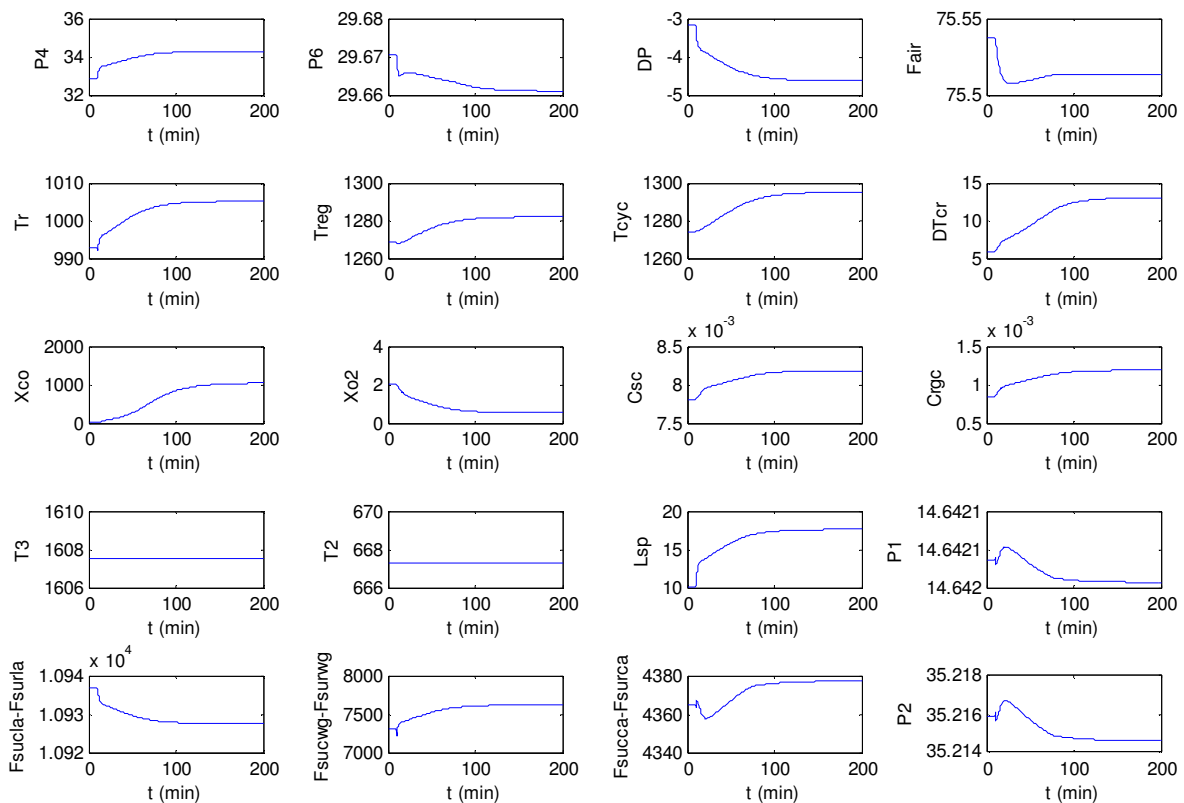 36
34
32
P4
0 100 200
t (min)
29.68
29.67
29.66
P6
0 100 200
t (min)
-3
-4
-5
DP
0 100 200
t (min)
75.55
75.5
Fair
0 100 200
t (min)
1010
1000
990
Tr
0 100 200
t (min)
1300
1280
1260
Treg
0 100 200
t (min)
1300
1280
1260
Tcyc
0 100 200
t (min)
15
10
5
DTcr
0 100 200
t (min)
2000
1000
0
Xco
0 100 200
t (min)
4
2
0
Xo2
0 100 200
t (min)
x 10⁻³
8.5
8
7.5
Csc
0 100 200
t (min)
x 10⁻³
1.5
1
0.5
Crgc
0 100 200
t (min)
1610
1608
1606
T3
0 100 200
t (min)
670
668
666
T2
0 100 200
t (min)
20
15
10
Lsp
0 100 200
t (min)
14.6421
14.6421
14.642
P1
0 100 200
t (min)
x 10⁴
1.094
1.093
1.092
Fsucla-Fsurla
0 100 200
t (min)
8000
7500
7000
Fsucwg-Fsurwg
0 100 200
t (min)
4380
4360
4340
Fsucca-Fsurca
0 100 200
t (min)
35.218
35.216
35.214
P2
0 100 200
t (min)